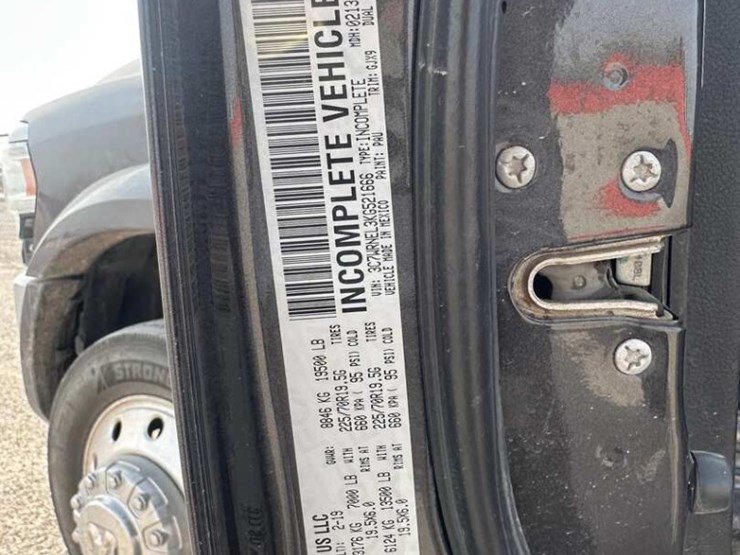 US LLC
2-19 GVWR: 8846 KG 19500 LB
3176 KG 7000 LB WITH 225/70R19.5G TIRES
19.5X6.0 RIMS AT 660 KPA ( 95 PSI) COLD
6124 KG 13500 LB WITH 225/70R19.5G TIRES
19.5X6.0 RIMS AT 660 KPA ( 95 PSI) COLD
INCOMPLETE VEHICLE MDH:0213
VIN: 3C7WRNEL3KG521666 TYPE:INCOMPLETE DUAL
VEHICLE MADE IN MEXICO PAINT: PAU TRIM: GJX9
STRON